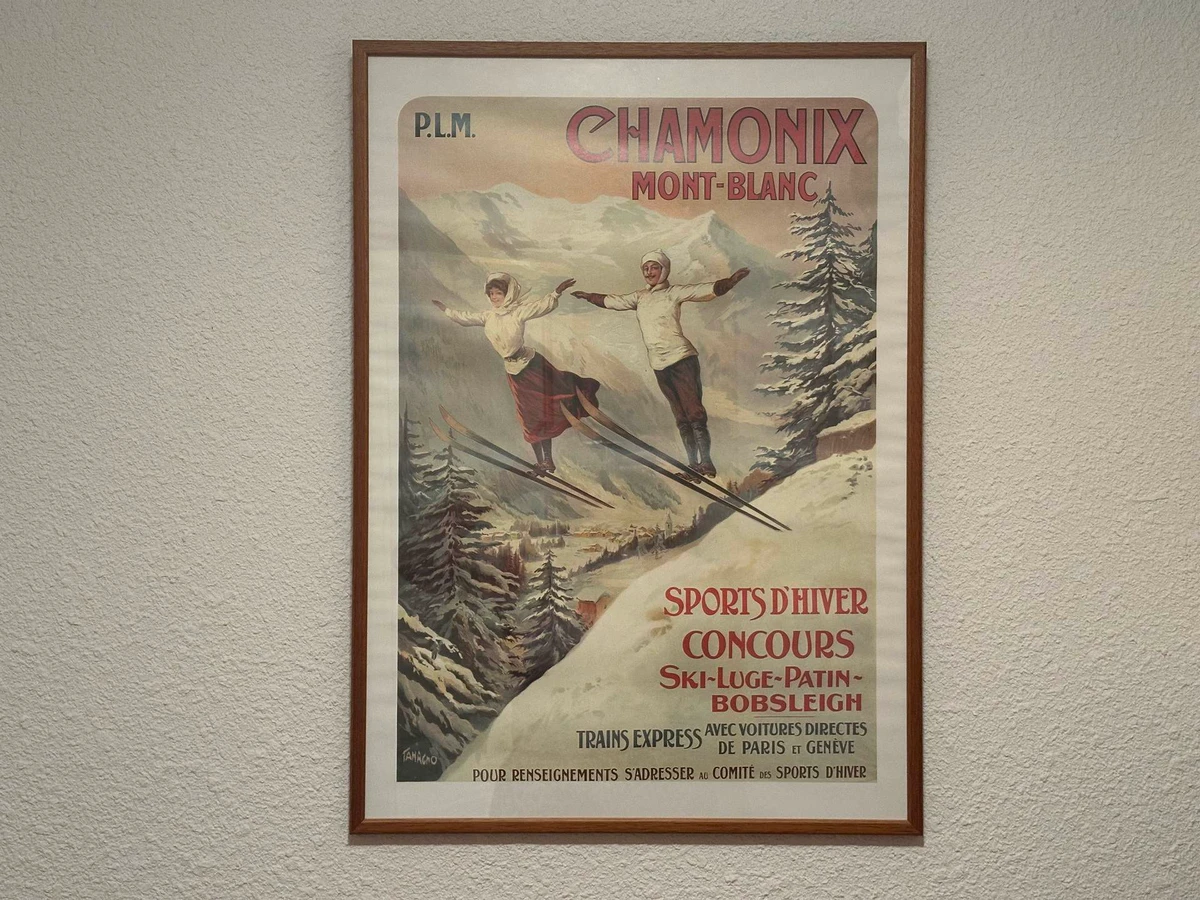 P.L.M.
CHAMONIX
MONT-BLANC
SPORTS D'HIVER
CONCOURS
SKI-LUGE-PATIN-
BOBSLEIGH
TRAINS EXPRESS AVEC VOITURES DIRECTES
DE PARIS ET GENÈVE
POUR RENSEIGNEMENTS S'ADRESSER AU COMITÉ DES SPORTS D'HIVER
TAMAGNO